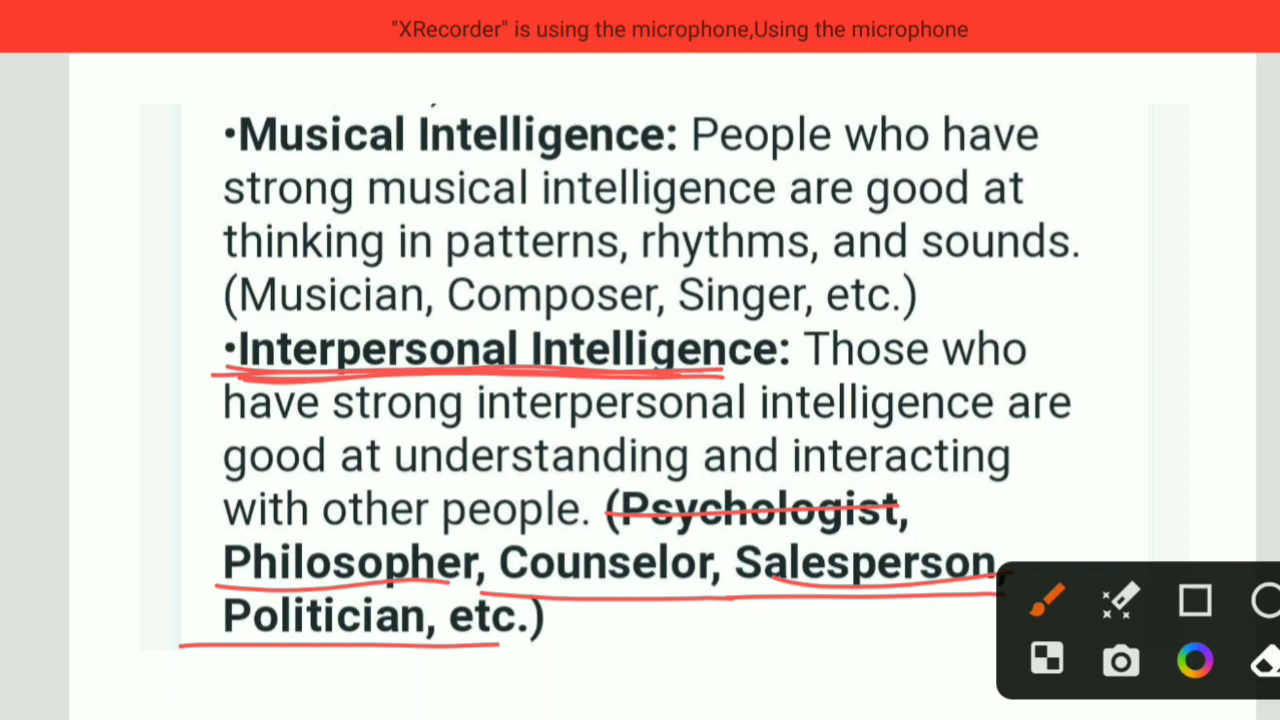 "XRecorder" is using the microphone,Using the microphone
•Musical Intelligence: People who have
strong musical intelligence are good at
thinking in patterns, rhythms, and sounds.
(Musician, Composer, Singer, etc.)
•Interpersonal Intelligence: Those who
have strong interpersonal intelligence are
good at understanding and interacting
with other people. (Psychologist,
Philosopher, Counselor, Salesperson,
Politician, etc.)